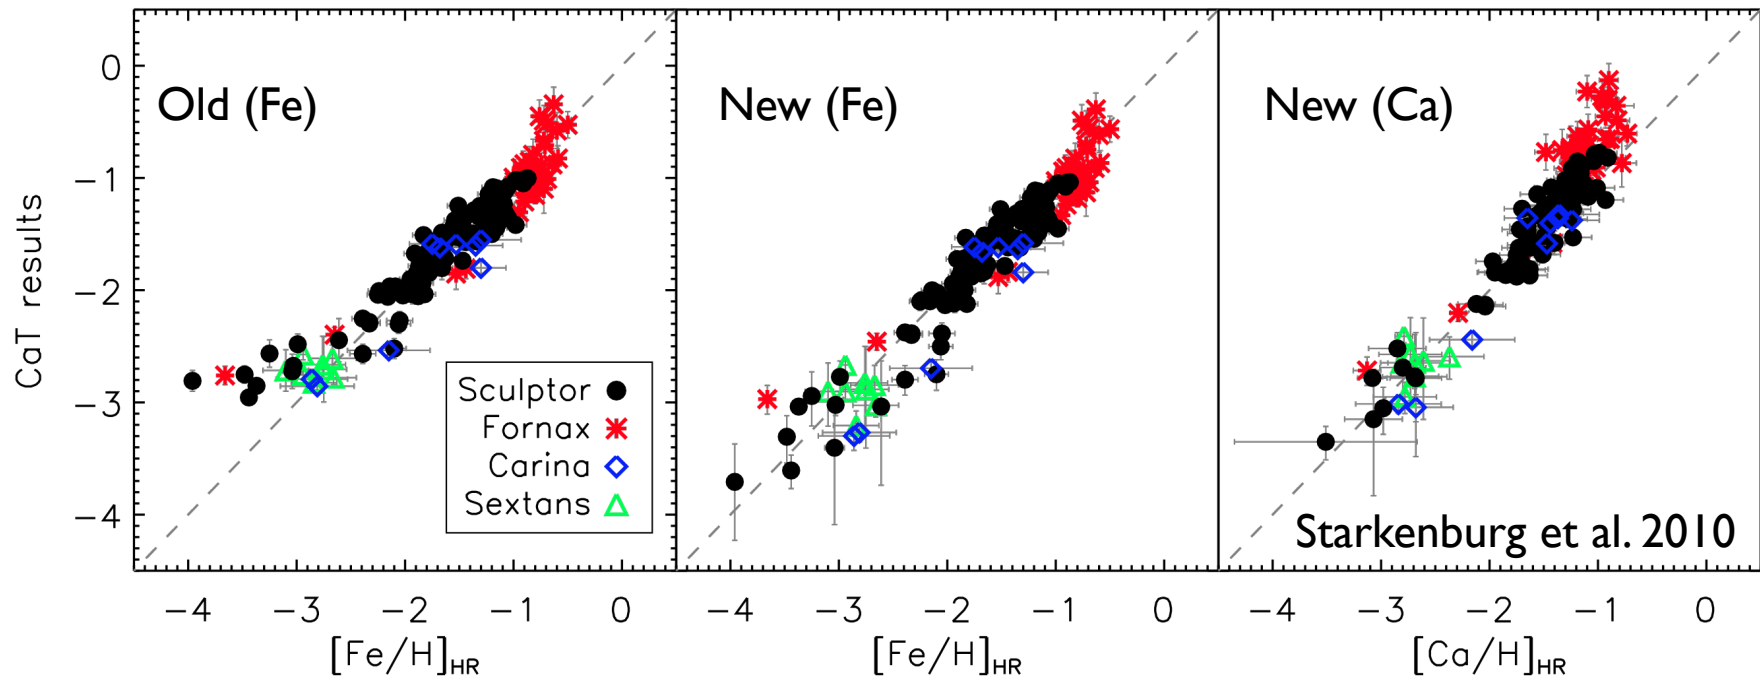 Old (Fe)
New (Fe)
New (Ca)
CaT results
0
−1
−2
−3
−4
Sculptor
Fornax
Carina
Sextans
Starkenburg et al. 2010
−4 −3 −2 −1 0
−4 −3 −2 −1 0
−4 −3 −2 −1 0
[Fe/H]HR
[Fe/H]HR
[Ca/H]HR